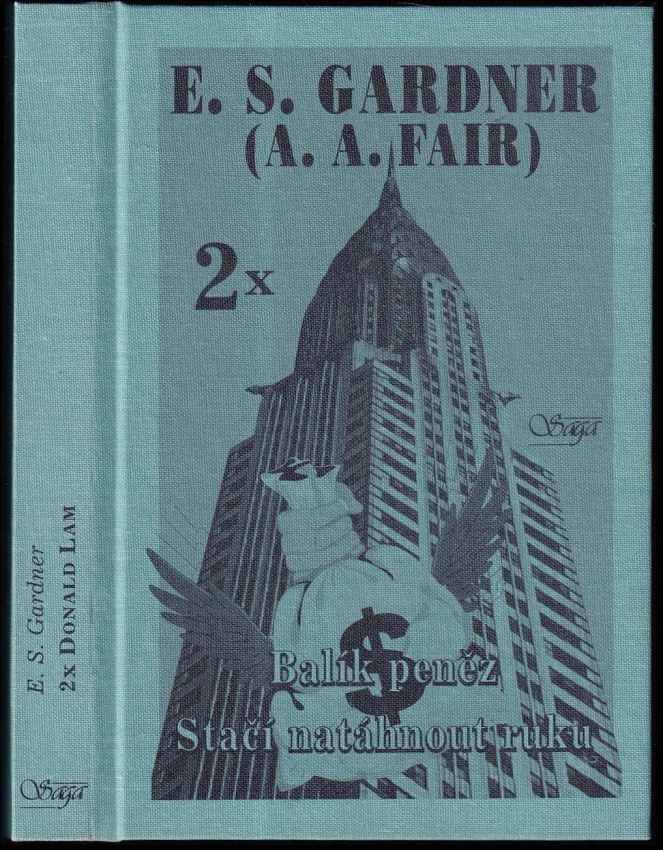 E. S. GARDNER
(A. A. FAIR)
2x
Saga
$
Balík peněz
Stačí natáhnout ruku
E. S. Gardner
2x DONALD LAM
Saga